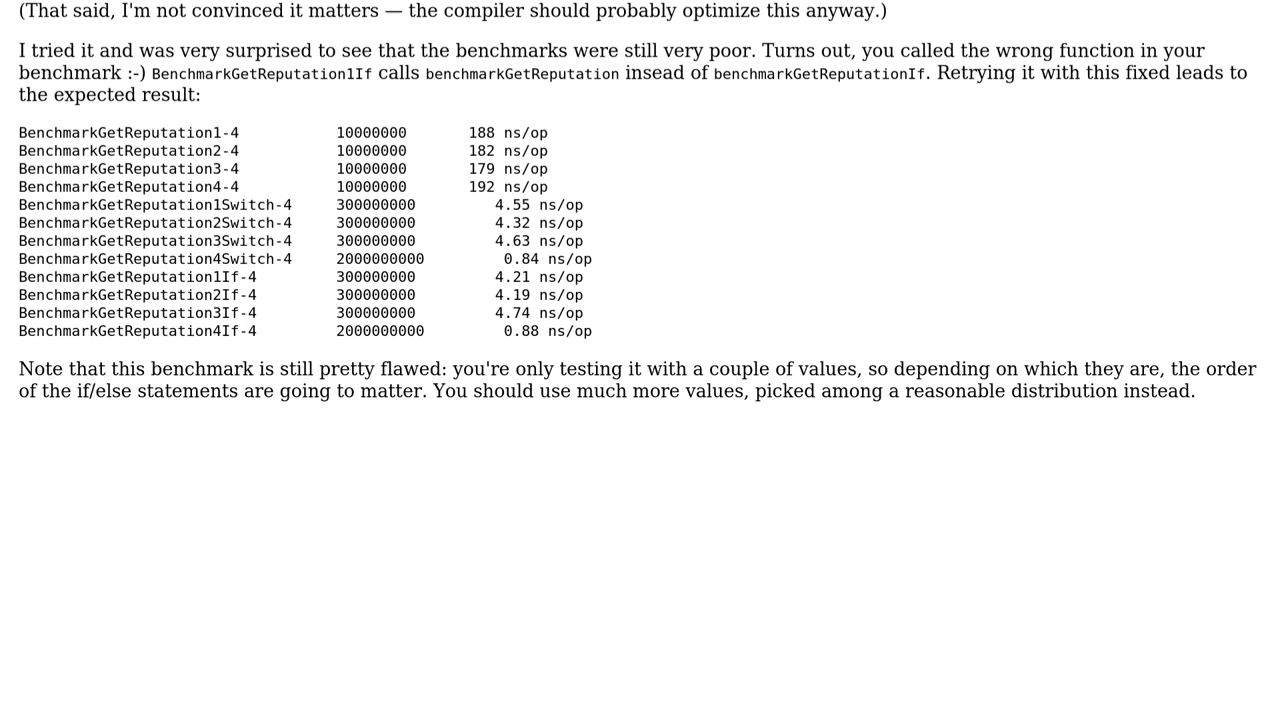 (That said, I'm not convinced it matters — the compiler should probably optimize this anyway.)
I tried it and was very surprised to see that the benchmarks were still very poor. Turns out, you called the wrong function in your
benchmark :-) BenchmarkGetReputation1If calls benchmarkGetReputation insead of benchmarkGetReputationIf. Retrying it with this fixed leads to
the expected result:
BenchmarkGetReputation1-4 10000000 188 ns/op
BenchmarkGetReputation2-4 10000000 182 ns/op
BenchmarkGetReputation3-4 10000000 179 ns/op
BenchmarkGetReputation4-4 10000000 192 ns/op
BenchmarkGetReputation1Switch-4 300000000 4.55 ns/op
BenchmarkGetReputation2Switch-4 300000000 4.32 ns/op
BenchmarkGetReputation3Switch-4 300000000 4.63 ns/op
BenchmarkGetReputation4Switch-4 2000000000 0.84 ns/op
BenchmarkGetReputation1If-4 300000000 4.21 ns/op
BenchmarkGetReputation2If-4 300000000 4.19 ns/op
BenchmarkGetReputation3If-4 300000000 4.74 ns/op
BenchmarkGetReputation4If-4 2000000000 0.88 ns/op
Note that this benchmark is still pretty flawed: you're only testing it with a couple of values, so depending on which they are, the order
of the if/else statements are going to matter. You should use much more values, picked among a reasonable distribution instead.